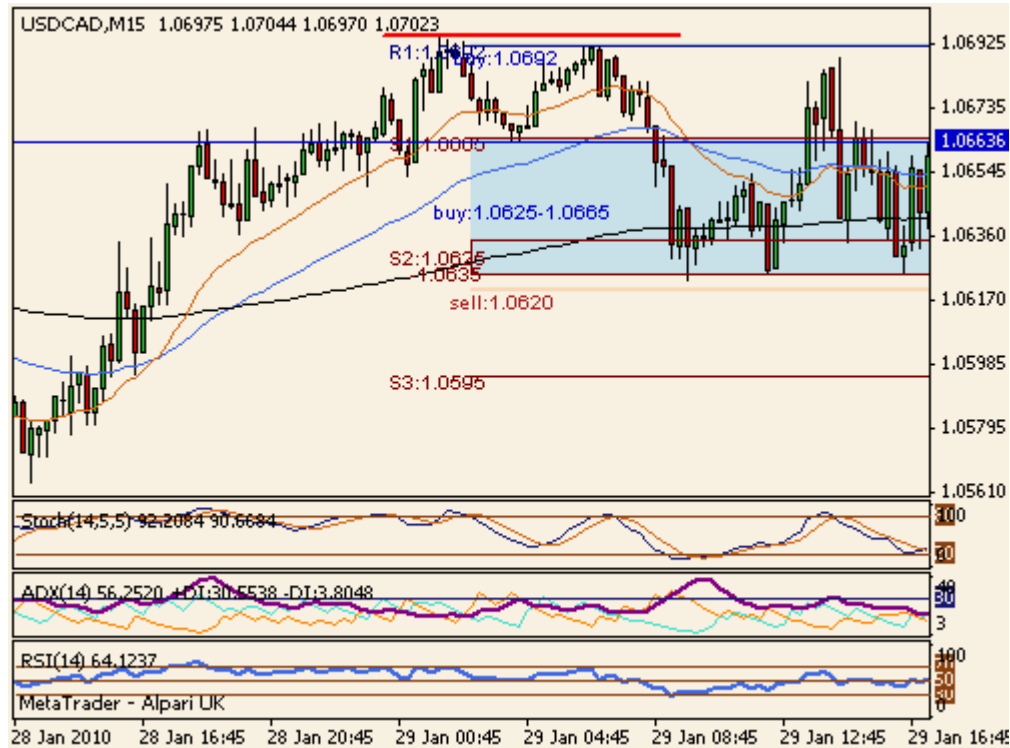 USDCAD,M15 1.06975 1.07044 1.06970 1.07023
1.06925
buy:1.0692
1.06735
1.06636
1.06545
buy:1.0625-1.0665
1.06360
S2:1.0625
1.0635
1.06170
sell:1.0620
1.05985
S3:1.0595
1.05795
1.05610
Stoch(14,5,5) 92.2084 90.6684
100
ADX(14) 56.2520 +DI:30.5538 -DI:3.8048
30
3
RSI(14) 64.1237
100
50
0
MetaTrader - Alpari UK
28 Jan 2010 28 Jan 16:45 28 Jan 20:45 29 Jan 00:45 29 Jan 04:45 29 Jan 08:45 29 Jan 12:45 29 Jan 16:45